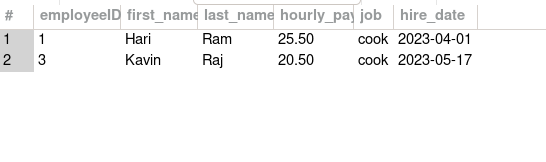 # employeeID first_name last_name hourly_pay job hire_date
1 1 Hari Ram 25.50 cook 2023-04-01
2 3 Kavin Raj 20.50 cook 2023-05-17